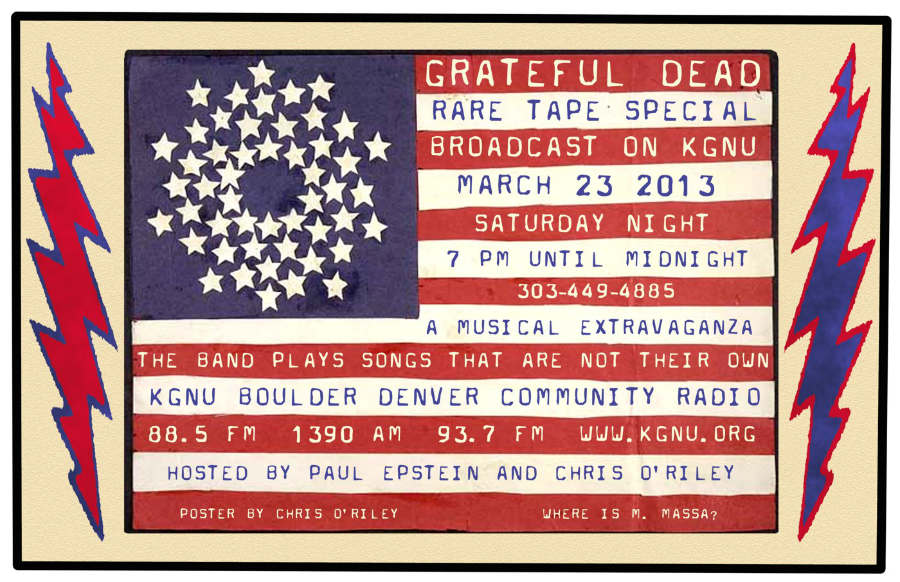 GRATEFUL DEAD
RARE TAPE SPECIAL
BROADCAST ON KGNU
MARCH 23 2013
SATURDAY NIGHT
7 PM UNTIL MIDNIGHT
303-449-4885
A MUSICAL EXTRAVAGANZA
THE BAND PLAYS SONGS THAT ARE NOT THEIR OWN
KGNU BOULDER DENVER COMMUNITY RADIO
88.5 FM 1390 AM 93.7 FM WWW.KGNU.ORG
HOSTED BY PAUL EPSTEIN AND CHRIS O'RILEY
POSTER BY CHRIS O'RILEY WHERE IS M. MASSA?